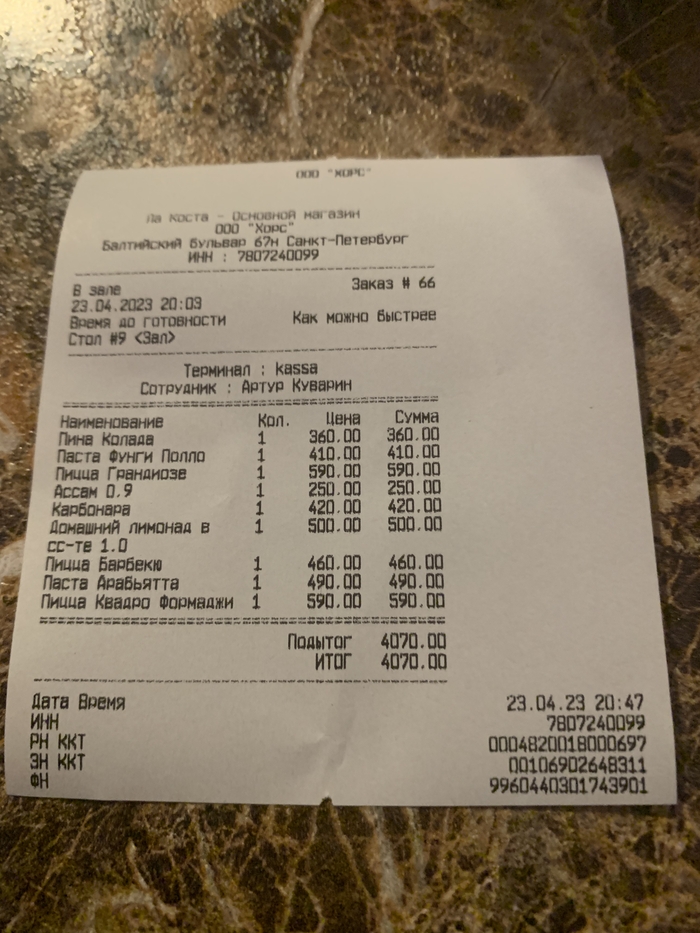 ООО "ХОРС"
Ла Коста - Основной магазин
ООО "Хорс"
Балтийский бульвар 67н Санкт-Петербург
ИНН : 7807240099
В зале Заказ # 66
23.04.2023 20:03
Время до готовности Как можно быстрее
Стол #9 <Зал>
Терминал : kassa
Сотрудник : Артур Куварин
Наименование Кол. Цена Сумма
Пина Колада 1 360.00 360.00
Паста Фунги Полло 1 410.00 410.00
Пицца Грандиозе 1 590.00 590.00
Ассам 0.9 1 250.00 250.00
Карбонара 1 420.00 420.00
Домашний лимонад в 1 500.00 500.00
сс-те 1.0
Пицца Барбекю 1 460.00 460.00
Паста Арабьятта 1 490.00 490.00
Пицца Квадро Формаджи 1 590.00 590.00
Подытог 4070.00
ИТОГ 4070.00
Дата Время 23.04.23 20:47
ИНН 7807240099
РН ККТ 0004820018000697
ЗН ККТ 00106902648311
ФН 9960440301743901